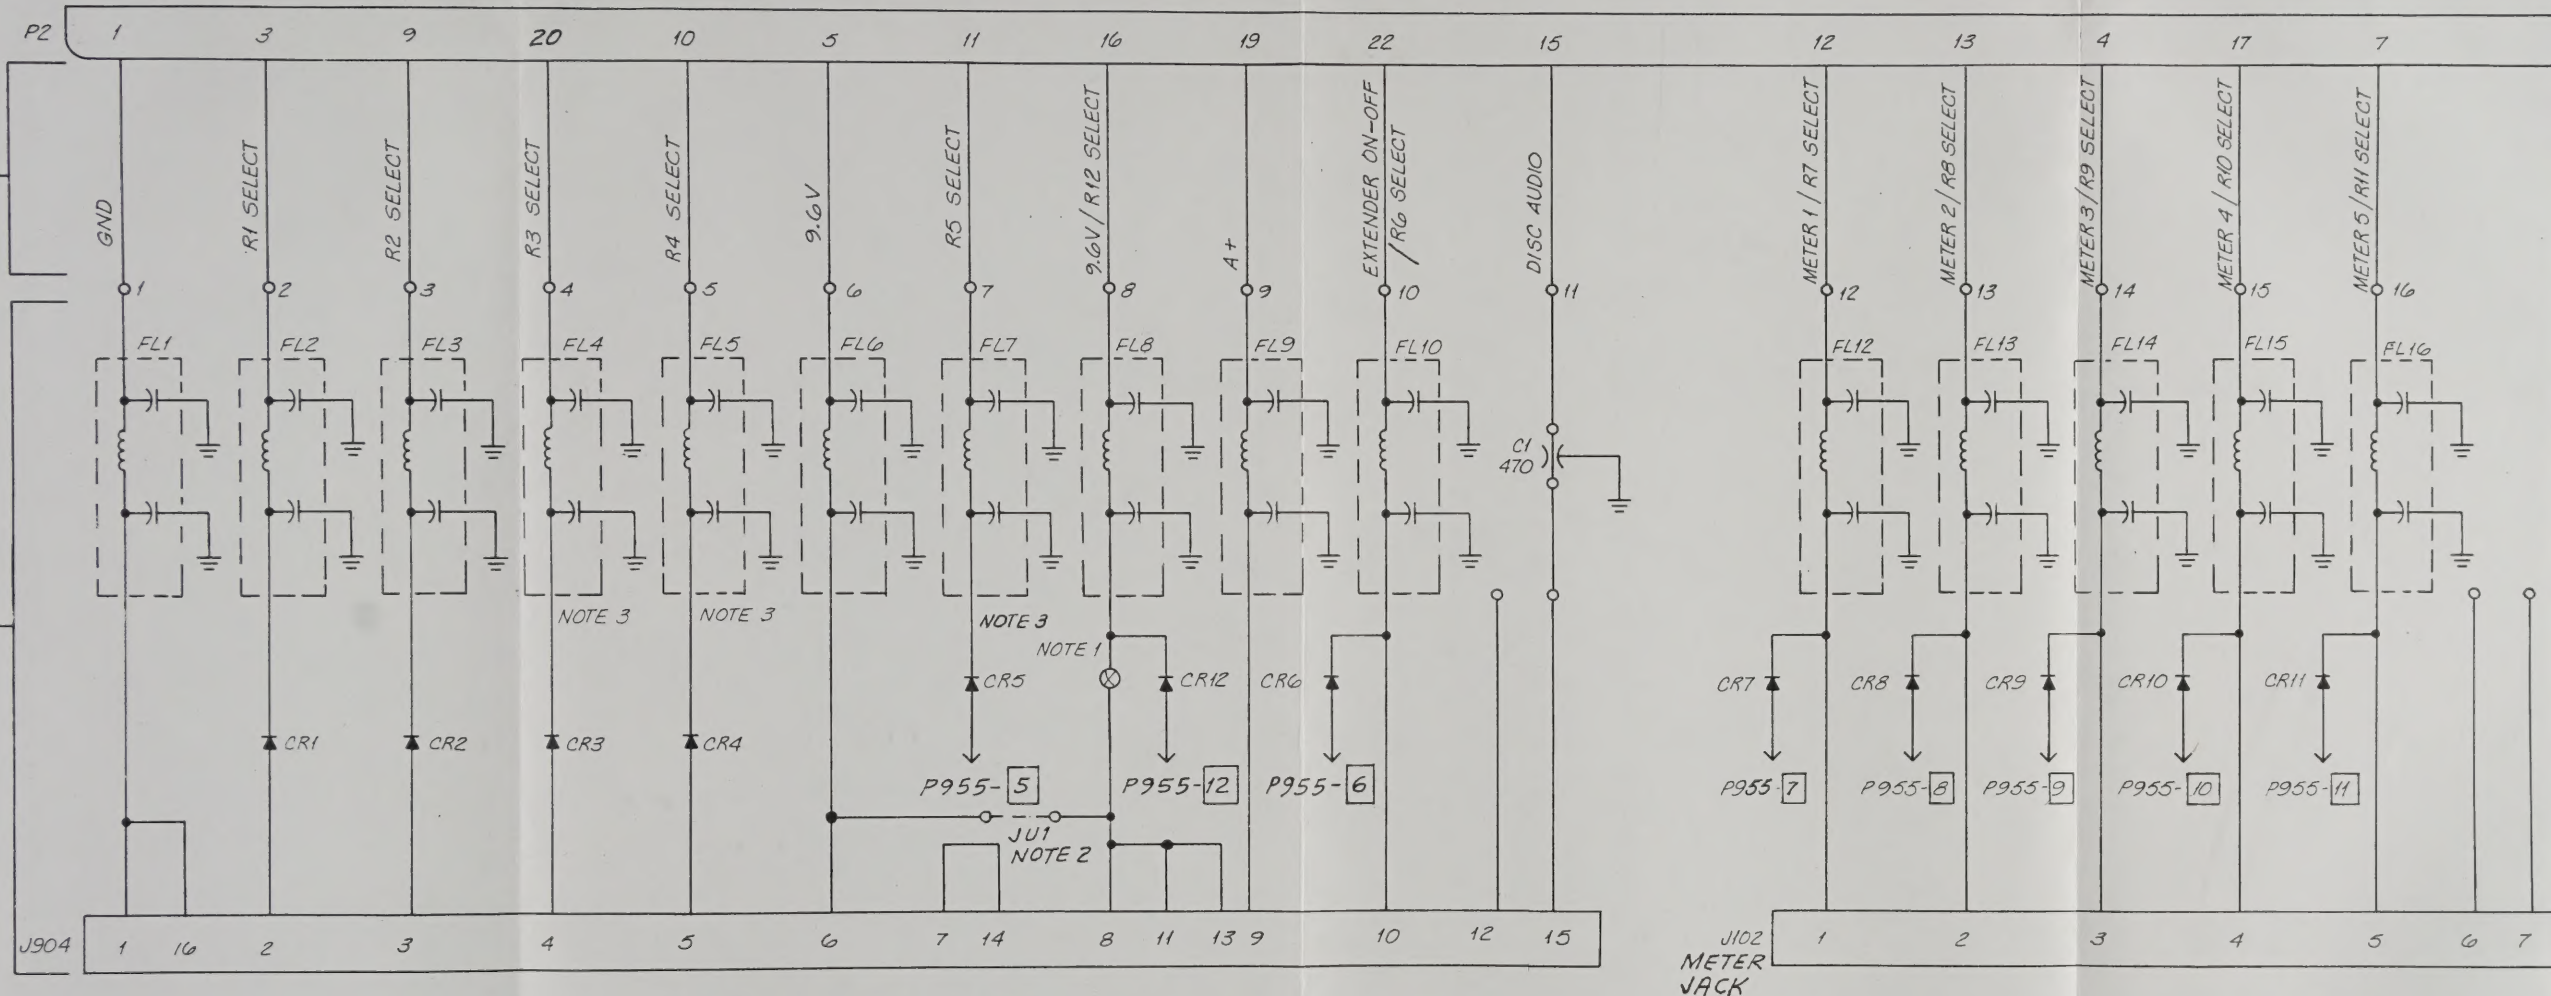 P2 1 3 9 20 10 5 11 16 19 22 15 12 13 4 17 7
GND
R1 SELECT
R2 SELECT
R3 SELECT
R4 SELECT
9.6V
R5 SELECT
9.6V/R12 SELECT
A+
EXTENDER ON-OFF
/R6 SELECT
DISC AUDIO
METER 1/R7 SELECT
METER 2/R8 SELECT
METER 3/R9 SELECT
METER 4/R10 SELECT
METER 5/R11 SELECT
1 2 3 4 5 6 7 8 9 10 11 12 13 14 15 16
FL1 FL2 FL3 FL4 FL5 FL6 FL7 FL8 FL9 FL10 FL12 FL13 FL14 FL15 FL16
C1
470
NOTE 3 NOTE 3 NOTE 3
NOTE 1
CR5 CR12 CR6 CR7 CR8 CR9 CR10 CR11
CR1 CR2 CR3 CR4
P955-5 P955-12 P955-6 P955-7 P955-8 P955-9 P955-10 P955-11
JU1
NOTE 2
J904 1 16 2 3 4 5 6 7 14 8 11 13 9 10 12 15
J102 1 2 3 4 5 6 7
METER
JACK